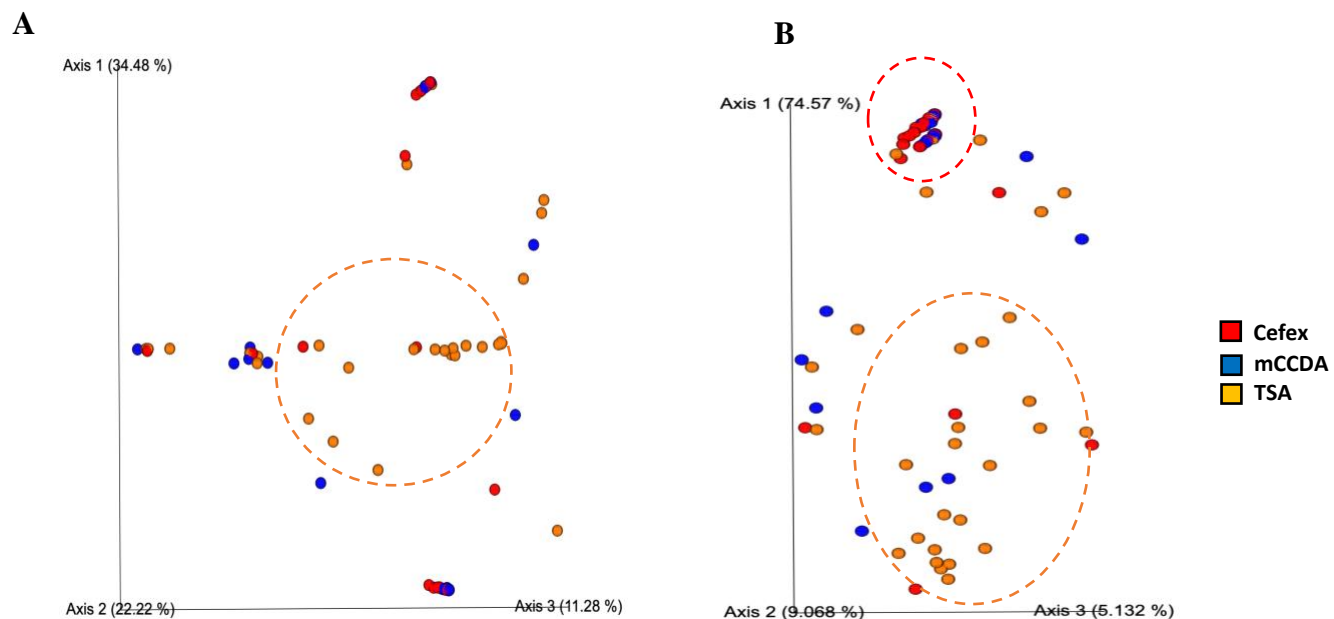 A
Axis 1 (34.48 %)
Axis 2 (22.22 %)
Axis 3 (11.28 %)
B
Axis 1 (74.57 %)
Axis 2 (9.068 %)
Axis 3 (5.132 %)
Cefex
mCCDA
TSA